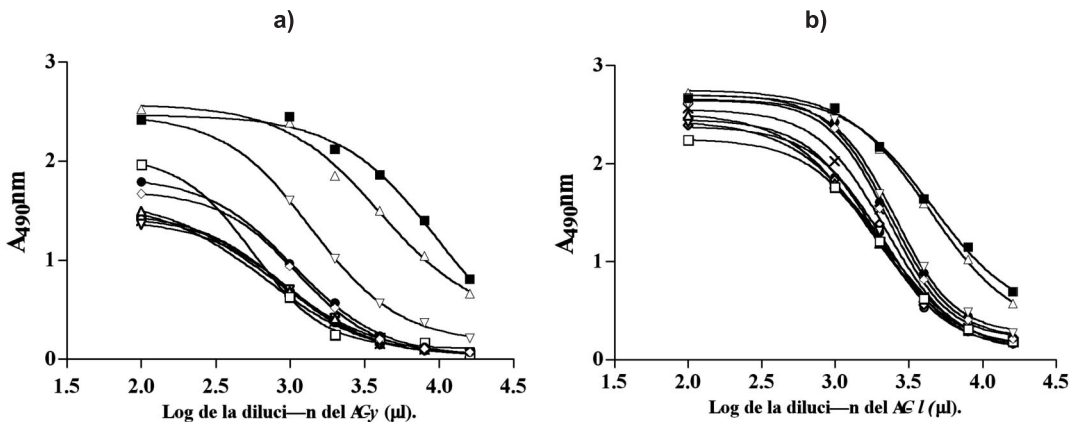 a)
b)
3
2
1
0
A490nm
1.5 2.0 2.5 3.0 3.5 4.0 4.5
Log de la diluci—n del AGy (µl).
3
2
1
0
A490nm
1.5 2.0 2.5 3.0 3.5 4.0 4.5
Log de la diluci—n del AG l (µl).